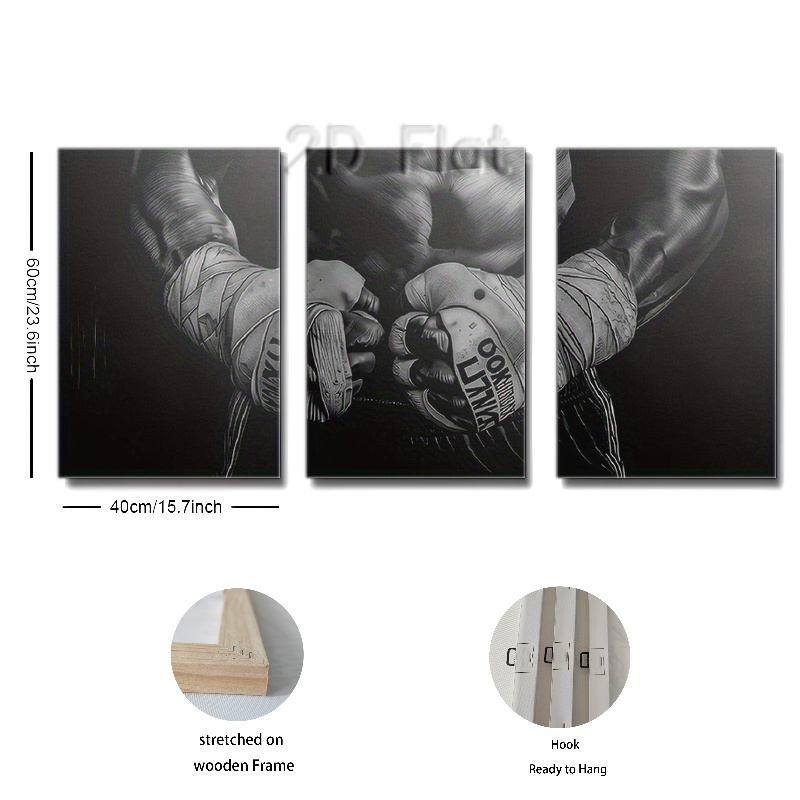 2D Flat
60cm/23.6inch
40cm/15.7inch
stretched on
wooden Frame
Hook
Ready to Hang